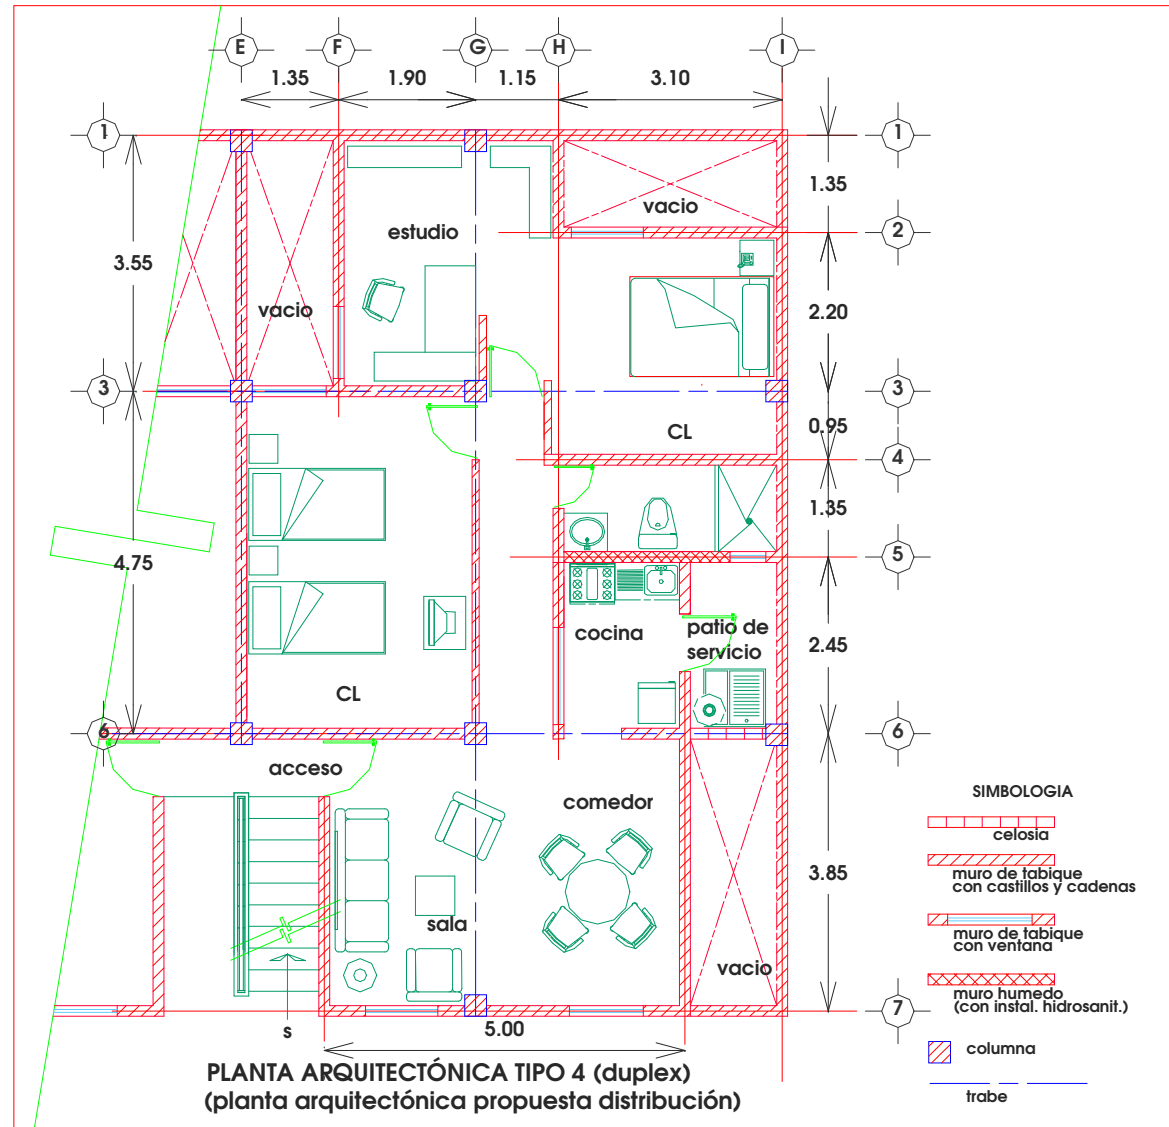 E F G H I
1.35 1.90 1.15 3.10
1 1
1.35
vacio
estudio 2
3.55
vacio 2.20
3 3
CL 0.95
4
1.35
5
4.75
cocina patio de
servicio 2.45
CL
6 6
acceso
comedor
SIMBOLOGIA
celosia
muro de tabique
con castillos y cadenas
3.85
sala
muro de tabique
con ventana
vacio
muro humedo
(con instal. hidrosanit.)
7
s 5.00
columna
PLANTA ARQUITECTÓNICA TIPO 4 (duplex)
(planta arquitectónica propuesta distribución)
trabe